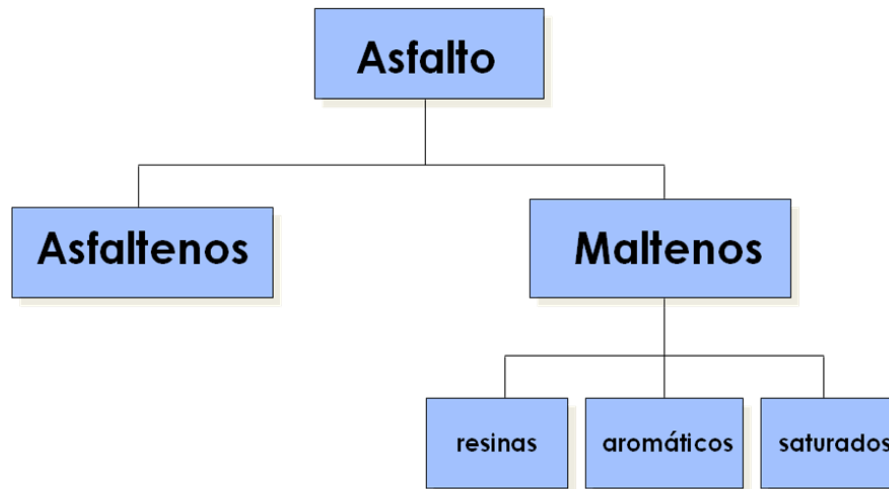 Asfalto
Asfaltenos
Maltenos
resinas
aromáticos
saturados